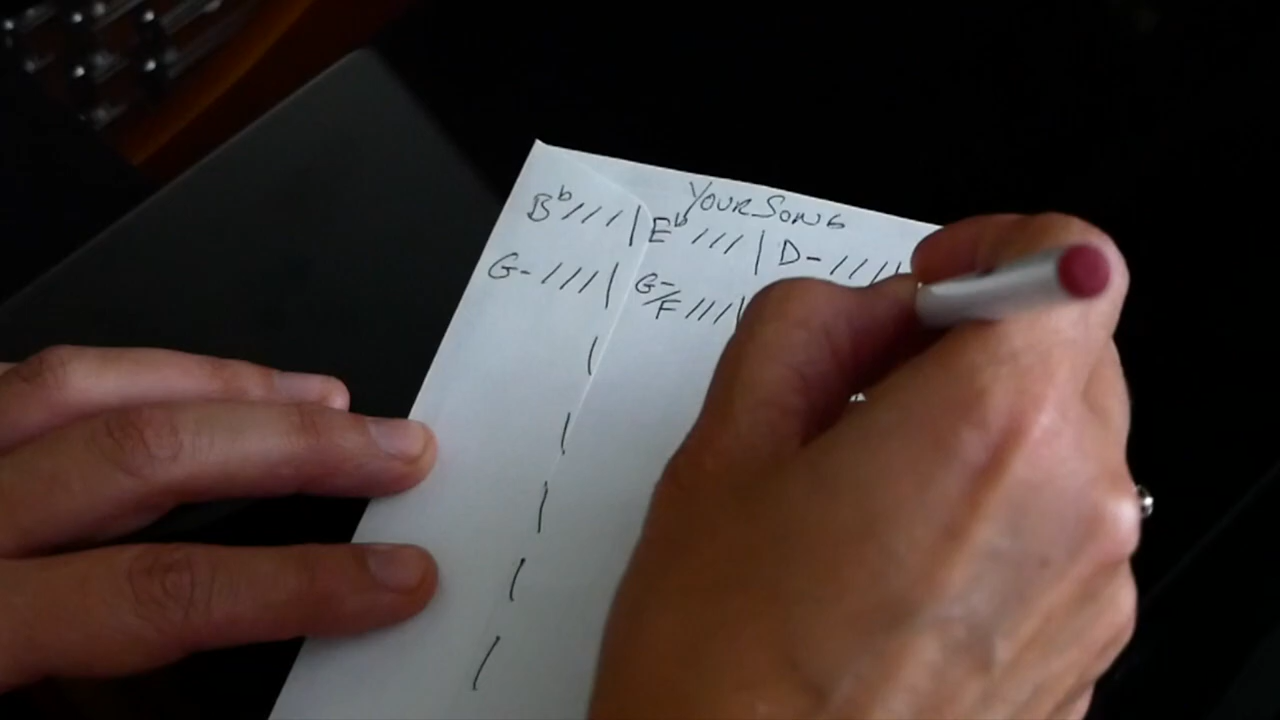 YOUR SONG
B♭/// | E♭ /// | D- ////
G- /// | G-/F /// |
|
|
|
|
|